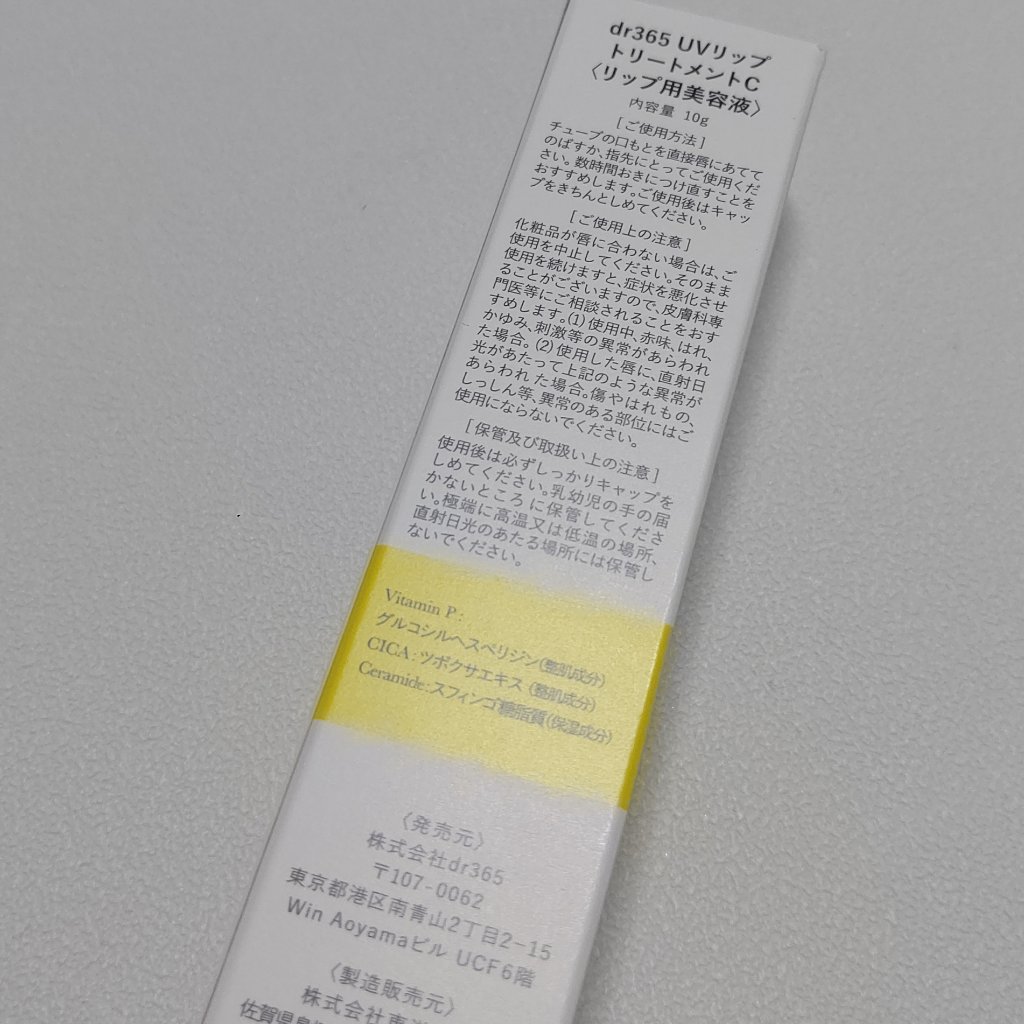 dr365 UVリップ
トリートメントC
〈リップ用美容液〉
内容量 10g
[ご使用方法]
チューブの口もとを直接唇にあてて
のばすか、指先にとってご使用くだ
さい。数時間おきにつけ直すことを
おすすめします。ご使用後はキャッ
プをきちんとしめてください。
[ご使用上の注意]
化粧品が唇に合わない場合は、ご
使用を中止してください。そのまま
使用を続けますと、症状を悪化させ
ることがございますので、皮膚科専
門医等にご相談されることをおす
すめします。(1)使用中、赤味、はれ、
かゆみ、刺激等の異常があらわれ
た場合。(2)使用した唇に、直射日
光があたって上記のような異常が
あらわれた場合。傷やはれもの、
しっしん等、異常のある部位にはご
使用にならないでください。
[保管及び取扱い上の注意]
使用後は必ずしっかりキャップを
しめてください。乳幼児の手の届
かないところに保管してくださ
い。極端に高温又は低温の場所、
直射日光のあたる場所には保管し
ないでください。
Vitamin P:
グルコシルヘスペリジン(整肌成分)
CICA:ツボクサエキス(整肌成分)
Ceramide:スフィンゴ糖脂質(保湿成分)
〈発売元〉
株式会社dr365
〒107-0062
東京都港区南青山2丁目2-15
Win Aoyamaビル UCF6階
〈製造販売元〉
株式会社東洋
佐賀県鳥